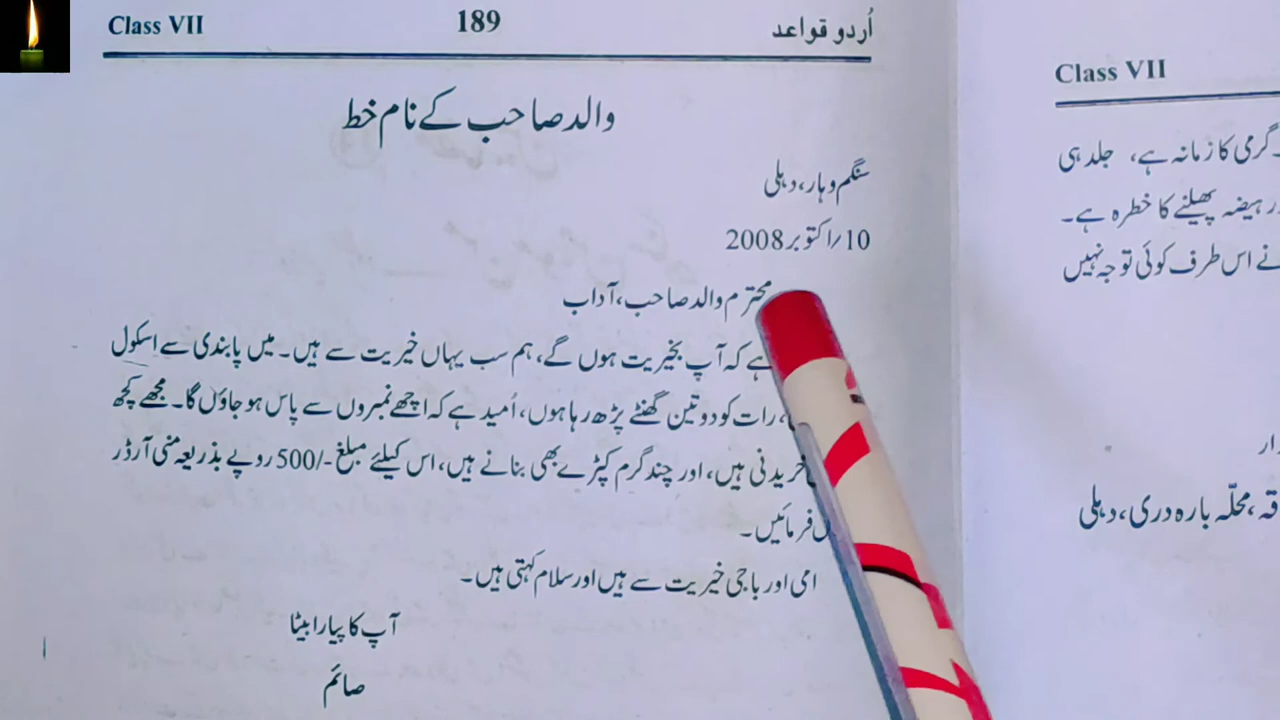 Class VII 189 اُردو قواعد
والد صاحب کے نام خط
سنگم وہار، دہلی
10/اکتوبر 2008
محترم والد صاحب، آداب
ہے کہ آپ بخیریت ہوں گے، ہم سب یہاں خیریت سے ہیں۔ میں پابندی سے اسکول
، رات کو دو تین گھنٹے پڑھ رہا ہوں، اُمید ہے کہ اچھے نمبروں سے پاس ہو جاؤں گا۔ مجھے کچھ
خریدنی ہیں، اور چند گرم کپڑے بھی بنانے ہیں، اس کیلئے مبلغ -/500 روپے بذریعہ منی آرڈر
فرمائیں۔
امی اور باجی خیریت سے ہیں اور سلام کہتی ہیں۔
آپ کا پیارا بیٹا
صائم
Class VII
گرمی کا زمانہ ہے، جلد ہی
ہیضہ پھیلنے کا خطرہ ہے۔
نے اس طرف کوئی توجہ نہیں
محلّہ بارہ دری، دہلی